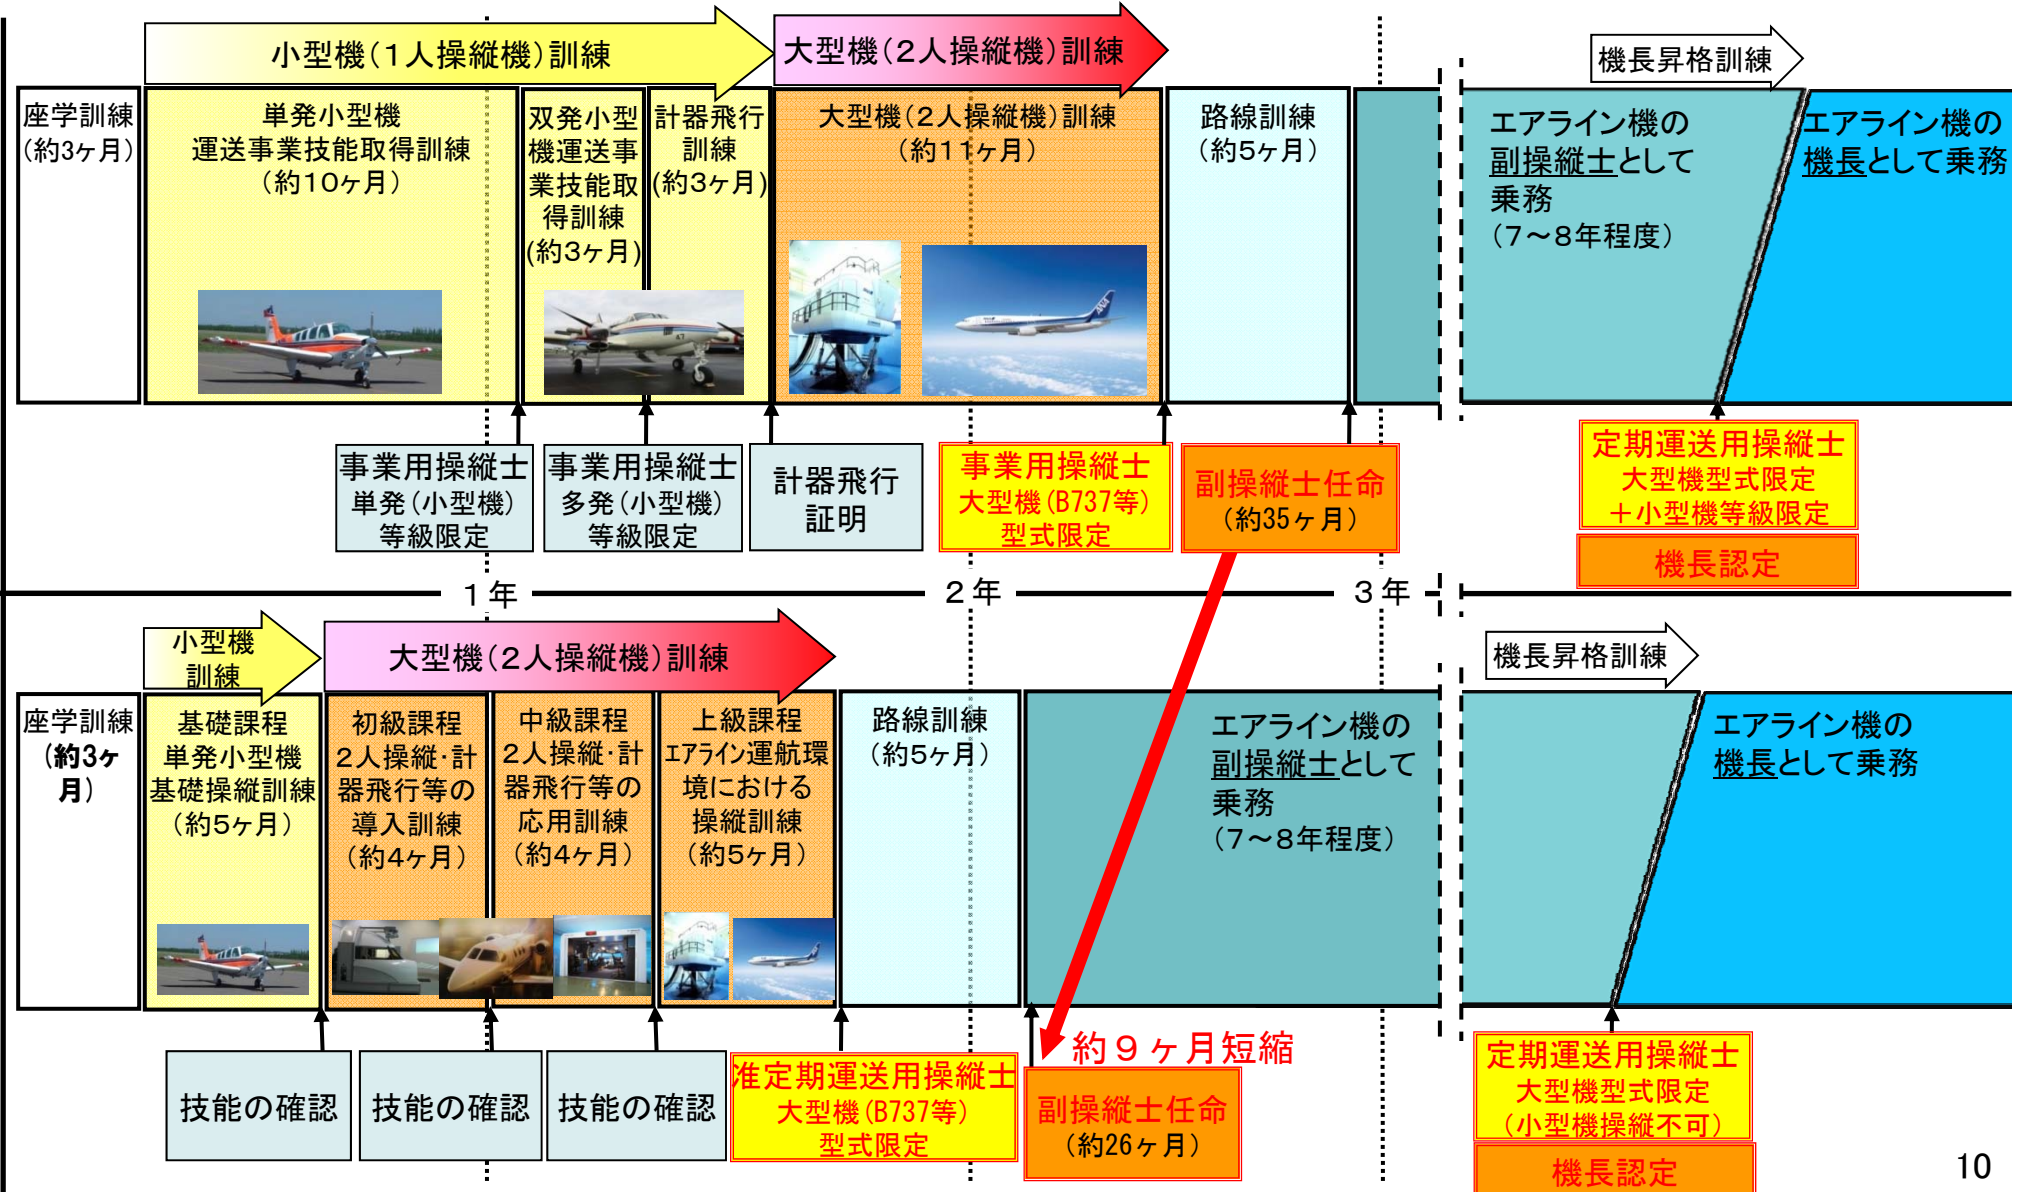 小型機(1人操縦機)訓練
大型機(2人操縦機)訓練
機長昇格訓練
座学訓練
(約3ヶ月)
単発小型機
運送事業技能取得訓練
(約10ヶ月)
双発小型
機運送事
業技能取
得訓練
(約3ヶ月)
計器飛行
訓練
(約3ヶ月)
大型機(2人操縦機)訓練
(約11ヶ月)
路線訓練
(約5ヶ月)
エアライン機の
副操縦士として
乗務
(7～8年程度)
エアライン機の
機長として乗務
ANA
事業用操縦士
単発(小型機)
等級限定
事業用操縦士
多発(小型機)
等級限定
計器飛行
証明
事業用操縦士
大型機(B737等)
型式限定
副操縦士任命
(約35ヶ月)
定期運送用操縦士
大型機型式限定
＋小型機等級限定
機長認定
1年
2年
3年
小型機
訓練
大型機(2人操縦機)訓練
機長昇格訓練
座学訓練
(約3ヶ
月)
基礎課程
単発小型機
基礎操縦訓練
(約5ヶ月)
初級課程
2人操縦・計
器飛行等の
導入訓練
(約4ヶ月)
中級課程
2人操縦・計
器飛行等の
応用訓練
(約4ヶ月)
上級課程
エアライン運航環
境における
操縦訓練
(約5ヶ月)
路線訓練
(約5ヶ月)
エアライン機の
副操縦士として
乗務
(7～8年程度)
エアライン機の
機長として乗務
技能の確認
技能の確認
技能の確認
准定期運送用操縦士
大型機(B737等)
型式限定
約9ヶ月短縮
副操縦士任命
(約26ヶ月)
定期運送用操縦士
大型機型式限定
(小型機操縦不可)
機長認定
10